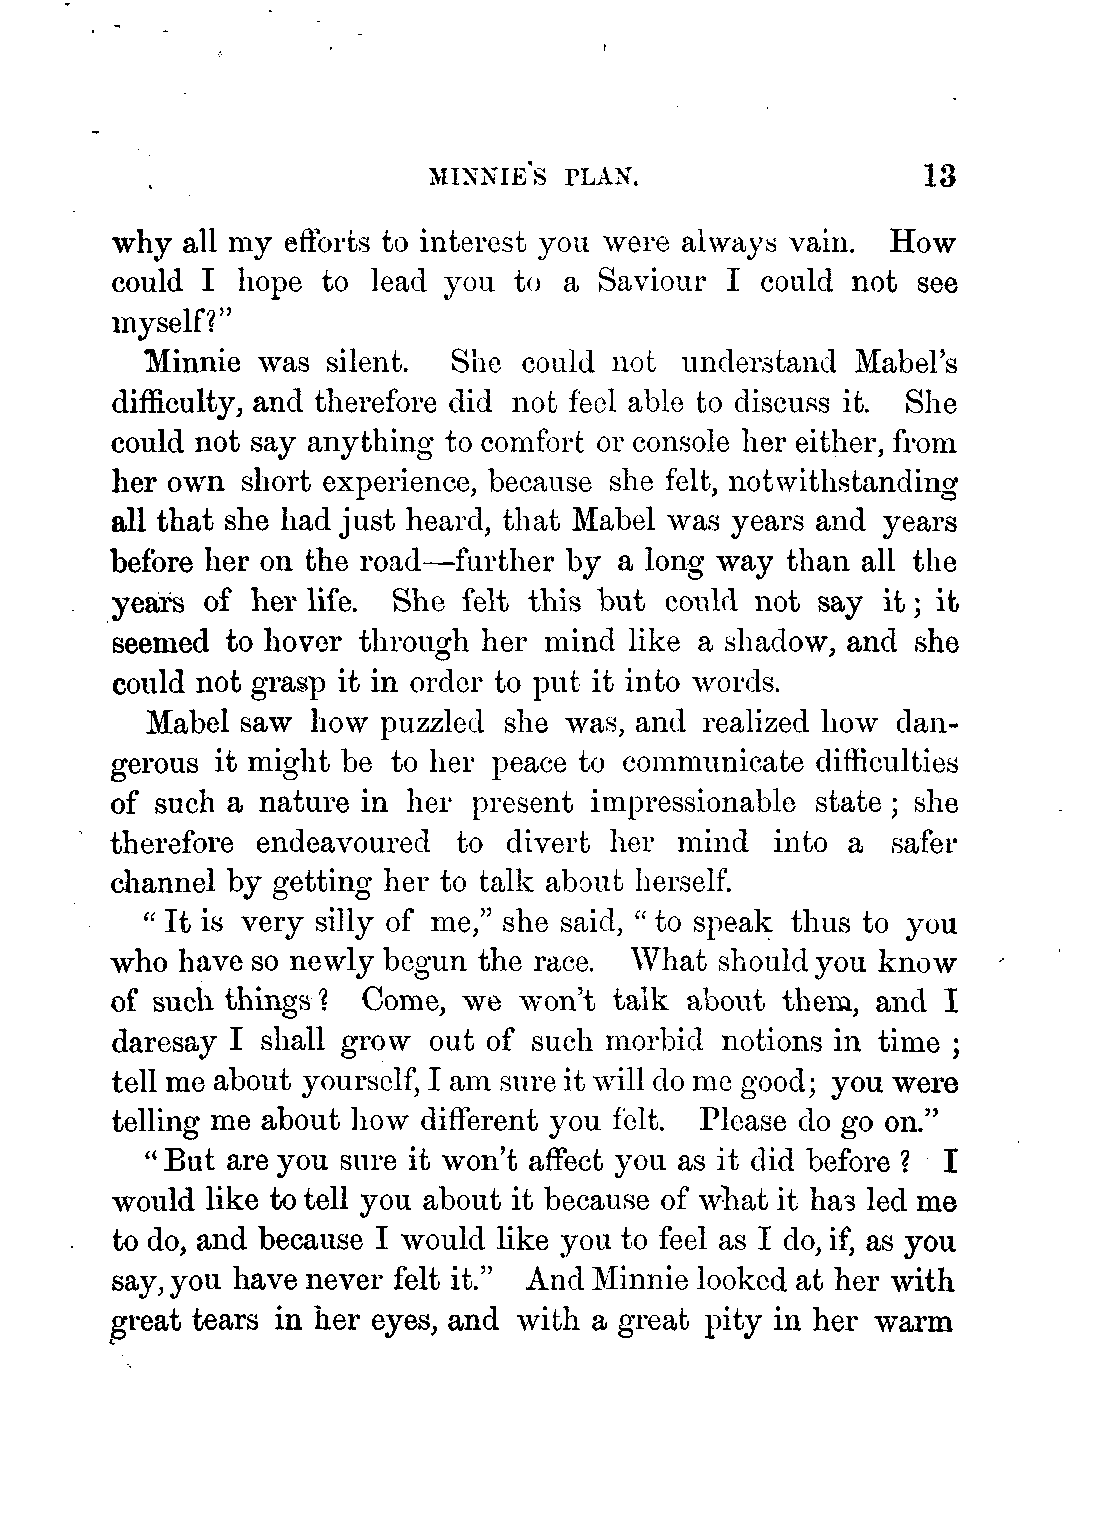 MINNIE'S PLAN. 13
why all my efforts to interest you were always vain. How
could I hope to lead you to a Saviour I could not see
myself?"
Minnie was silent. She could not understand Mabel's
difficulty, and therefore did not feel able to discuss it. She
could not say anything to comfort or console her either, from
her own short experience, because she felt, notwithstanding
all that she had just heard, that Mabel was years and years
before her on the road—further by a long way than all the
years of her life. She felt this but could not say it; it
seemed to hover through her mind like a shadow, and she
could not grasp it in order to put it into words.
Mabel saw how puzzled she was, and realized how dan-
gerous it might be to her peace to communicate difficulties
of such a nature in her present impressionable state; she
therefore endeavoured to divert her mind into a safer
channel by getting her to talk about herself.
"It is very silly of me," she said, "to speak thus to you
who have so newly begun the race. What should you know
of such things? Come, we won't talk about them, and I
daresay I shall grow out of such morbid notions in time;
tell me about yourself, I am sure it will do me good; you were
telling me about how different you felt. Please do go on."
"But are you sure it won't affect you as it did before? I
would like to tell you about it because of what it has led me
to do, and because I would like you to feel as I do, if, as you
say, you have never felt it." And Minnie looked at her with
great tears in her eyes, and with a great pity in her warm